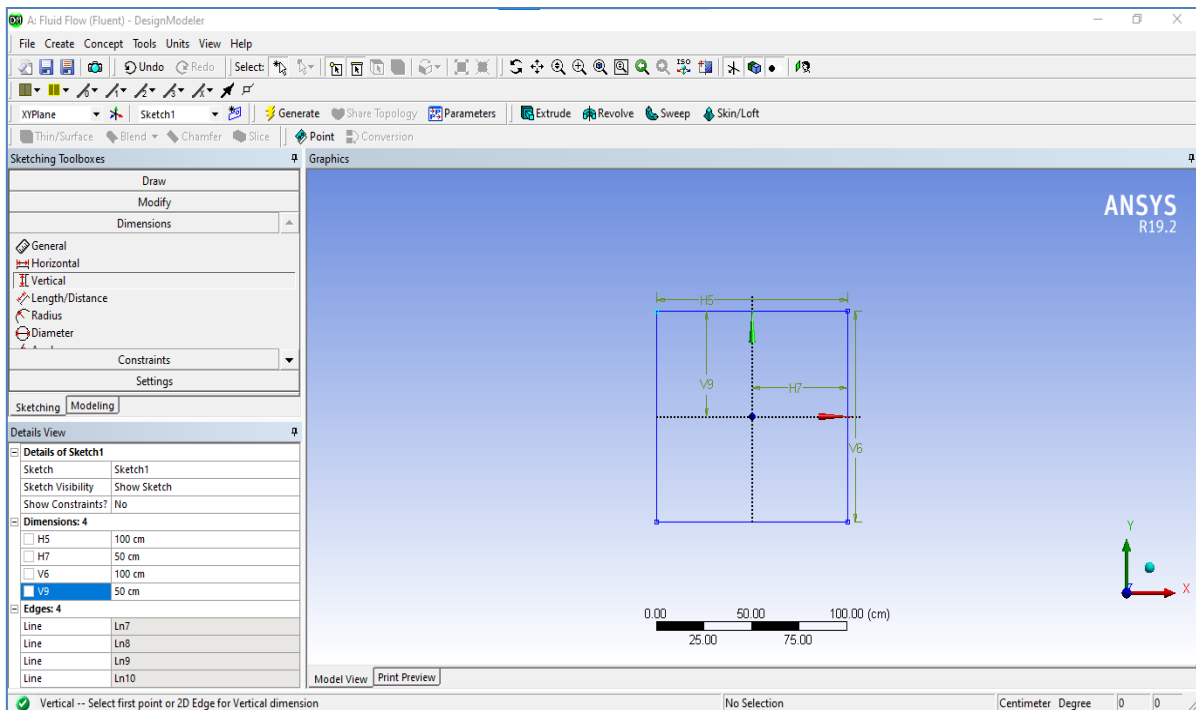 A: Fluid Flow (Fluent) - DesignModeler
File Create Concept Tools Units View Help
Undo Redo Select: ISO
XYPlane Sketch1 Generate Share Topology Parameters Extrude Revolve Sweep Skin/Loft
Thin/Surface Blend Chamfer Slice Point Conversion
Sketching Toolboxes
Draw
Modify
Dimensions
General
Horizontal
Vertical
Length/Distance
Radius
Diameter
Constraints
Settings
Sketching Modeling
Details View
Details of Sketch1
Sketch Sketch1
Sketch Visibility Show Sketch
Show Constraints? No
Dimensions: 4
H5 100 cm
H7 50 cm
V6 100 cm
V9 50 cm
Edges: 4
Line Ln7
Line Ln8
Line Ln9
Line Ln10
Graphics
ANSYS
R19.2
H5
V9
H7
V6
Y
X
0.00 50.00 100.00 (cm)
25.00 75.00
Model View Print Preview
Vertical -- Select first point or 2D Edge for Vertical dimension No Selection Centimeter Degree 0 0